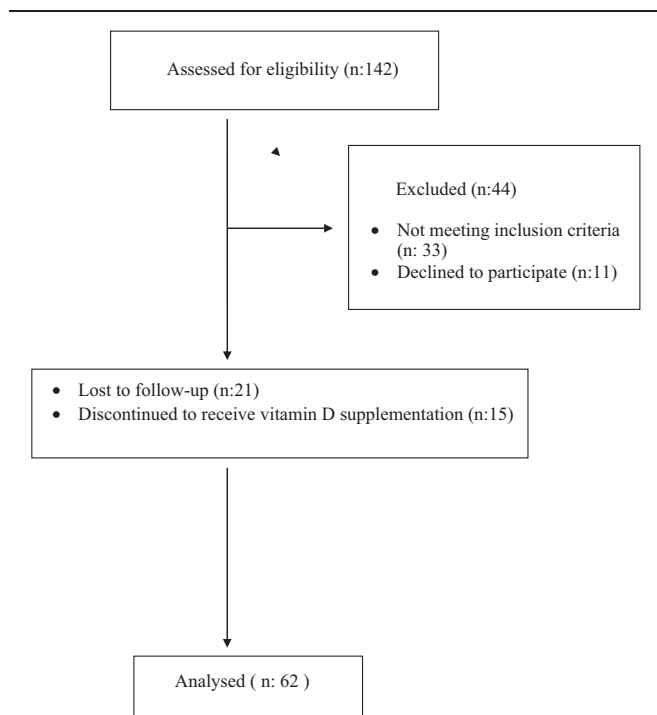 Assessed for eligibility (n:142)
Excluded (n:44)
• Not meeting inclusion criteria
(n: 33)
• Declined to participate (n:11)
• Lost to follow-up (n:21)
• Discontinued to receive vitamin D supplementation (n:15)
Analysed ( n: 62 )